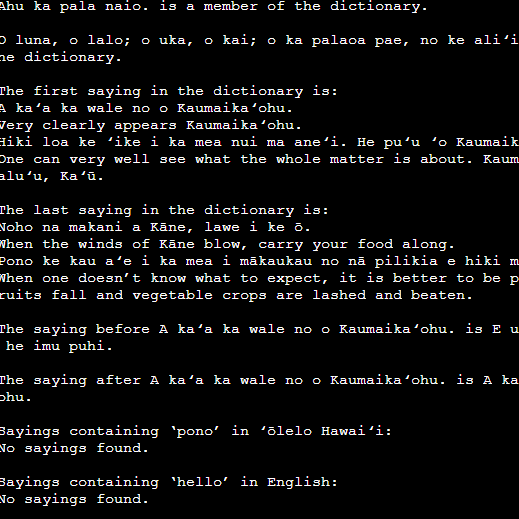 Ahu ka pala naio. is a member of the dictionary.
O luna, o lalo; o uka, o kai; o ka palaoa pae, no ke aliʻi
he dictionary.
The first saying in the dictionary is:
A kaʻa ka wale no o Kaumaikaʻohu.
Very clearly appears Kaumaikaʻohu.
Hiki loa ke ʻike i ka mea nui ma aneʻi. He puʻu ʻo Kaumaik
One can very well see what the whole matter is about. Kaum
aluʻu, Kaʻū.
The last saying in the dictionary is:
Noho na makani a Kāne, lawe i ke ō.
When the winds of Kāne blow, carry your food along.
Pono ke kau aʻe i ka mea i mākaukau no nā pilikia e hiki m
When one doesn’t know what to expect, it is better to be p
ruits fall and vegetable crops are lashed and beaten.
The saying before A kaʻa ka wale no o Kaumaikaʻohu. is E u
he imu puhi.
The saying after A kaʻa ka wale no o Kaumaikaʻohu. is A ka
ohu.
Sayings containing ‘pono’ in ʻōlelo Hawaiʻi:
No sayings found.
Sayings containing ‘hello’ in English:
No sayings found.